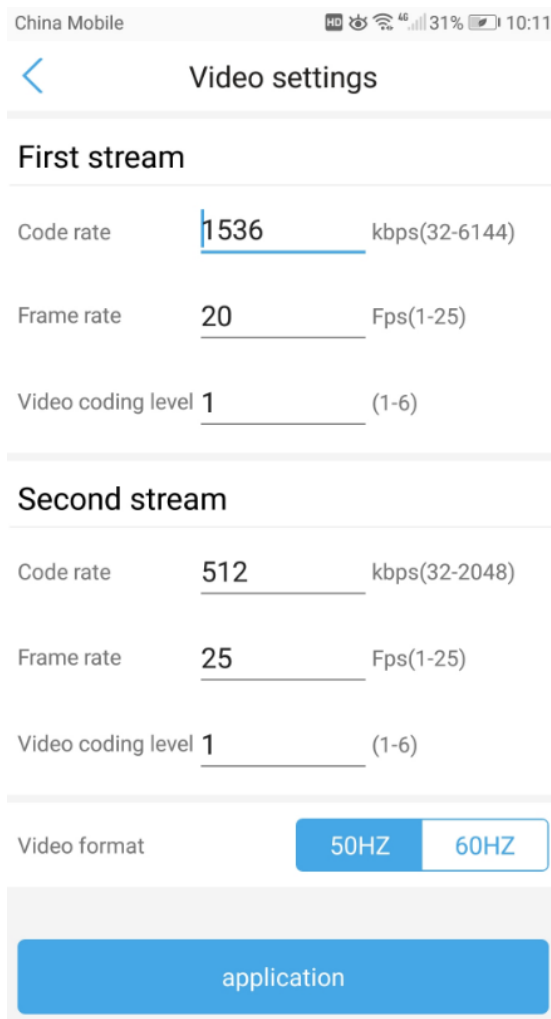 China Mobile HD 4G 31% 10:11
Video settings
First stream
Code rate 1536 kbps(32-6144)
Frame rate 20 Fps(1-25)
Video coding level 1 (1-6)
Second stream
Code rate 512 kbps(32-2048)
Frame rate 25 Fps(1-25)
Video coding level 1 (1-6)
Video format 50HZ 60HZ
application